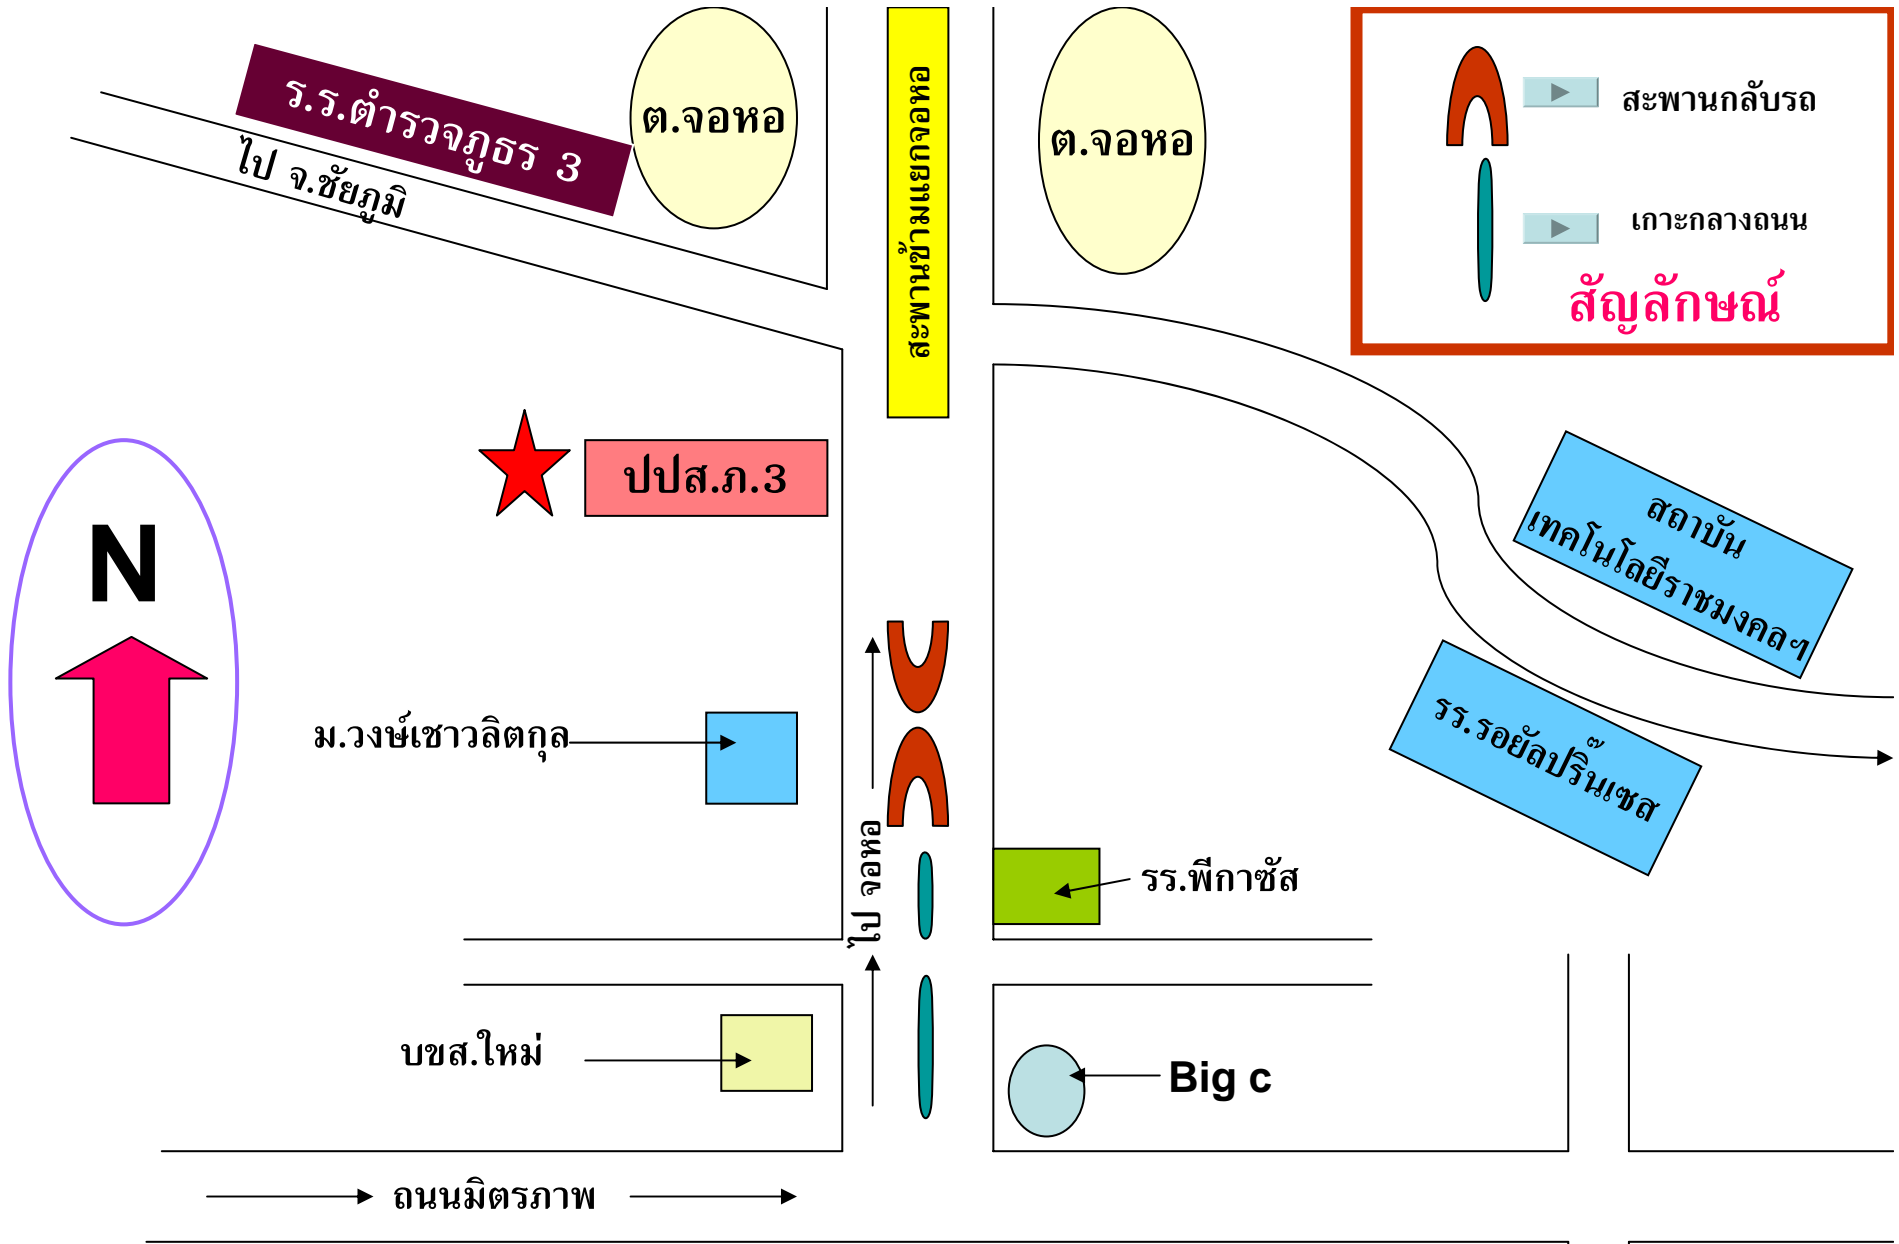 ร.ร.ตำรวจภูธร 3
ไป จ.ชัยภูมิ
ต.จอหอ
สะพานข้ามแยกจอหอ
ต.จอหอ
สะพานกลับรถ
เกาะกลางถนน
สัญลักษณ์
ปปส.ภ.3
N
สถาบัน
เทคโนโลยีราชมงคลฯ
รร.รอยัลปริ๊นเซส
ม.วงษ์เชาวลิตกุล
ไป จอหอ
รร.พีกาซัส
บขส.ใหม่
Big c
ถนนมิตรภาพ